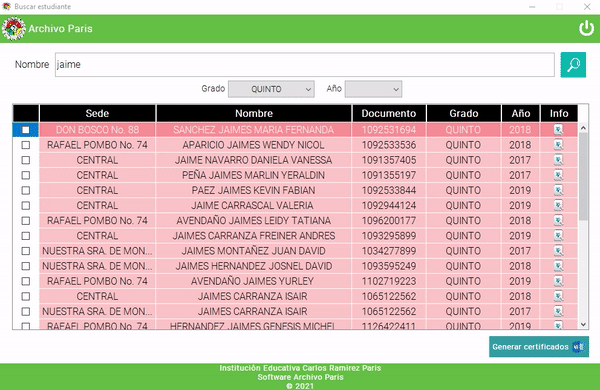 Buscar estudiante
Archivo Paris
Nombre jaime
Grado QUINTO Año
Sede Nombre Documento Grado Año Info
DON BOSCO No. 88 SANCHEZ JAIMES MARIA FERNANDA 1092531694 QUINTO 2018
RAFAEL POMBO No. 74 APARICIO JAIMES WENDY NICOL 1092533536 QUINTO 2018
CENTRAL JAIME NAVARRO DANIELA VANESSA 1091357405 QUINTO 2017
CENTRAL PEÑA JAIMES MARLIN YERALDIN 1091355197 QUINTO 2017
CENTRAL PAEZ JAIMES KEVIN FABIAN 1092533844 QUINTO 2019
CENTRAL JAIME CARRASCAL VALERIA 1092944124 QUINTO 2019
RAFAEL POMBO No. 74 AVENDAÑO JAIMES LEIDY TATIANA 1096200177 QUINTO 2018
CENTRAL JAIMES CARRANZA FREINER ANDRES 1093295899 QUINTO 2019
NUESTRA SRA. DE MON... JAIMES MONTAÑEZ JUAN DAVID 1034277899 QUINTO 2017
NUESTRA SRA. DE MON... JAIMES HERNANDEZ JOSNEL DAVID 1093595249 QUINTO 2018
RAFAEL POMBO No. 74 AVENDAÑO JAIMES YURLEY 1102719223 QUINTO 2019
CENTRAL JAIMES CARRANZA ISAIR 1065122562 QUINTO 2018
NUESTRA SRA. DE MON... JAIMES CARRANZA ISAIR 1065122562 QUINTO 2017
RAFAEL POMBO No. 74 HERNANDEZ JAIMES GENESIS MICHEL 1126422411 QUINTO 2019
Generar certificados
Institución Educativa Carlos Ramirez Paris
Software Archivo Paris
© 2021